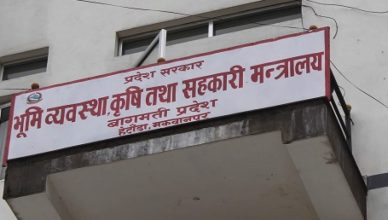 प्रदेश सरकार
भूमि व्यवस्था, कृषि तथा सहकारी मन्त्रालय
बागमती प्रदेश
हेटौंडा, मकवानपुर